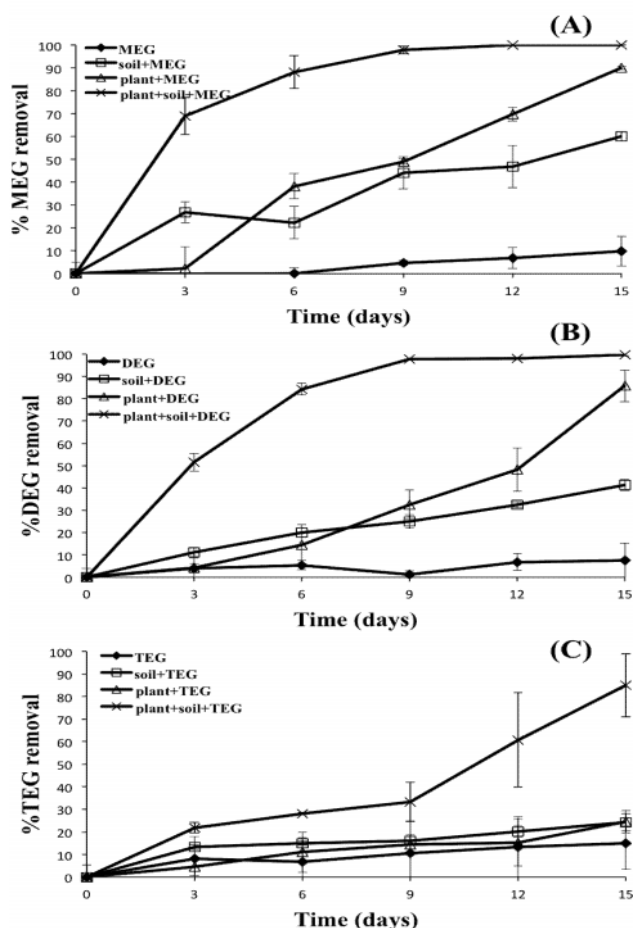 (A)
100
90
80
70
60
50
40
30
20
10
0
% MEG removal
MEG
soil+MEG
plant+MEG
plant+soil+MEG
0 3 6 9 12 15
Time (days)
(B)
100
90
80
70
60
50
40
30
20
10
0
%DEG removal
DEG
soil+DEG
plant+DEG
plant+soil+DEG
0 3 6 9 12 15
Time (days)
(C)
100
90
80
70
60
50
40
30
20
10
0
%TEG removal
TEG
soil+TEG
plant+TEG
plant+soil+TEG
0 3 6 9 12 15
Time (days)